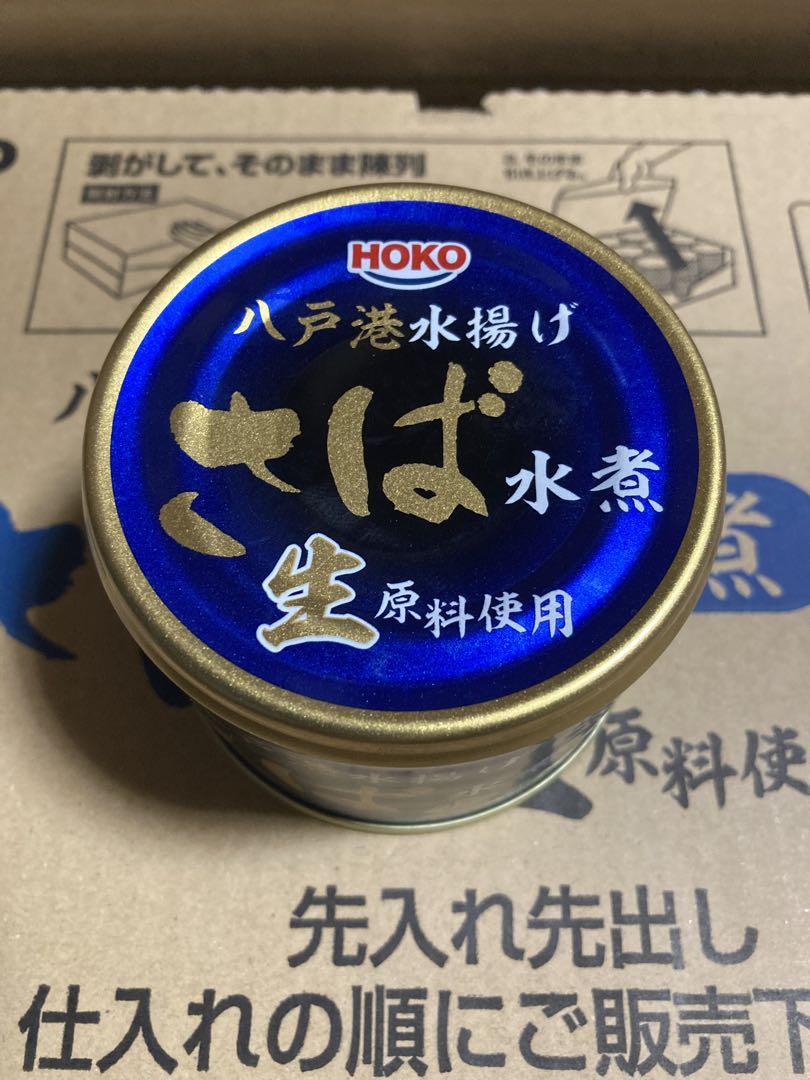 剥がして、そのまま陳列
HOKO
八戸港水揚げ
さば水煮
生原料使用
煮
原料使
先入れ先出し
仕入れの順にご販売下